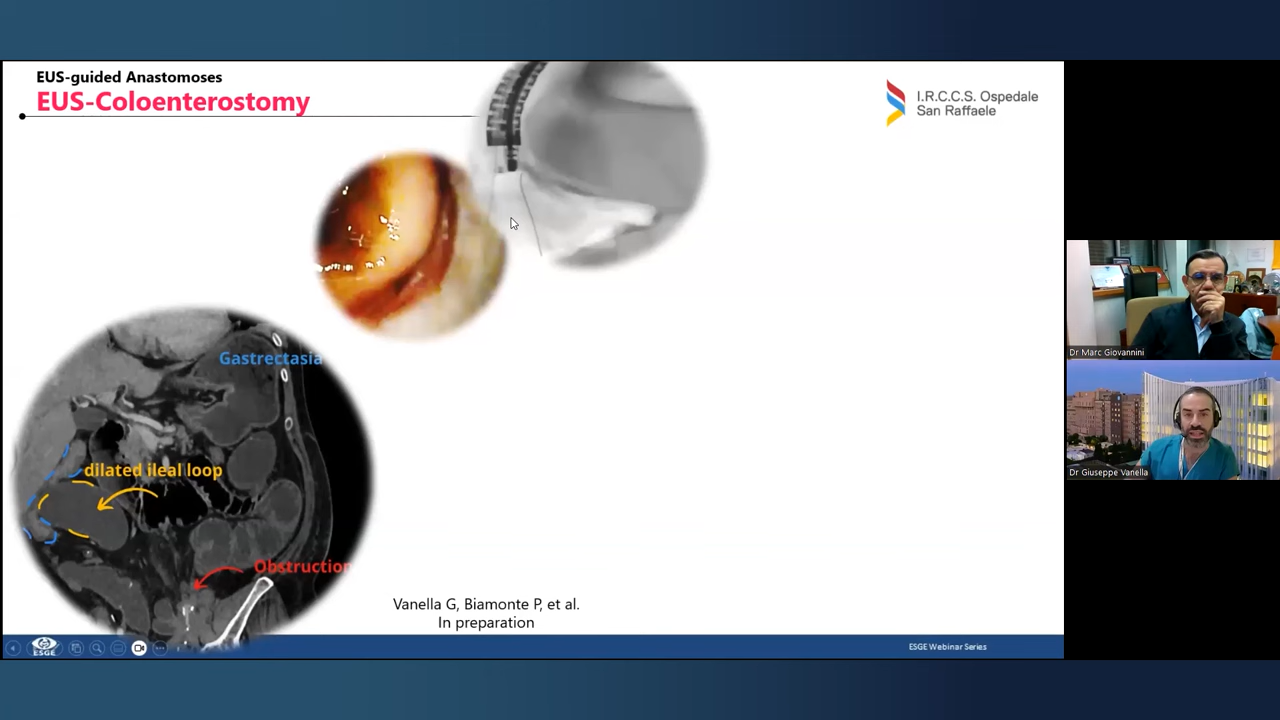 EUS-guided Anastomoses
EUS-Coloenterostomy
I.R.C.C.S. Ospedale
San Raffaele
Gastrectasia
dilated ileal loop
Obstruction
Vanella G, Biamonte P, et al.
In preparation
ESGE
ESGE Webinar Series
Dr Marc Giovannini
Dr Giuseppe Vanella